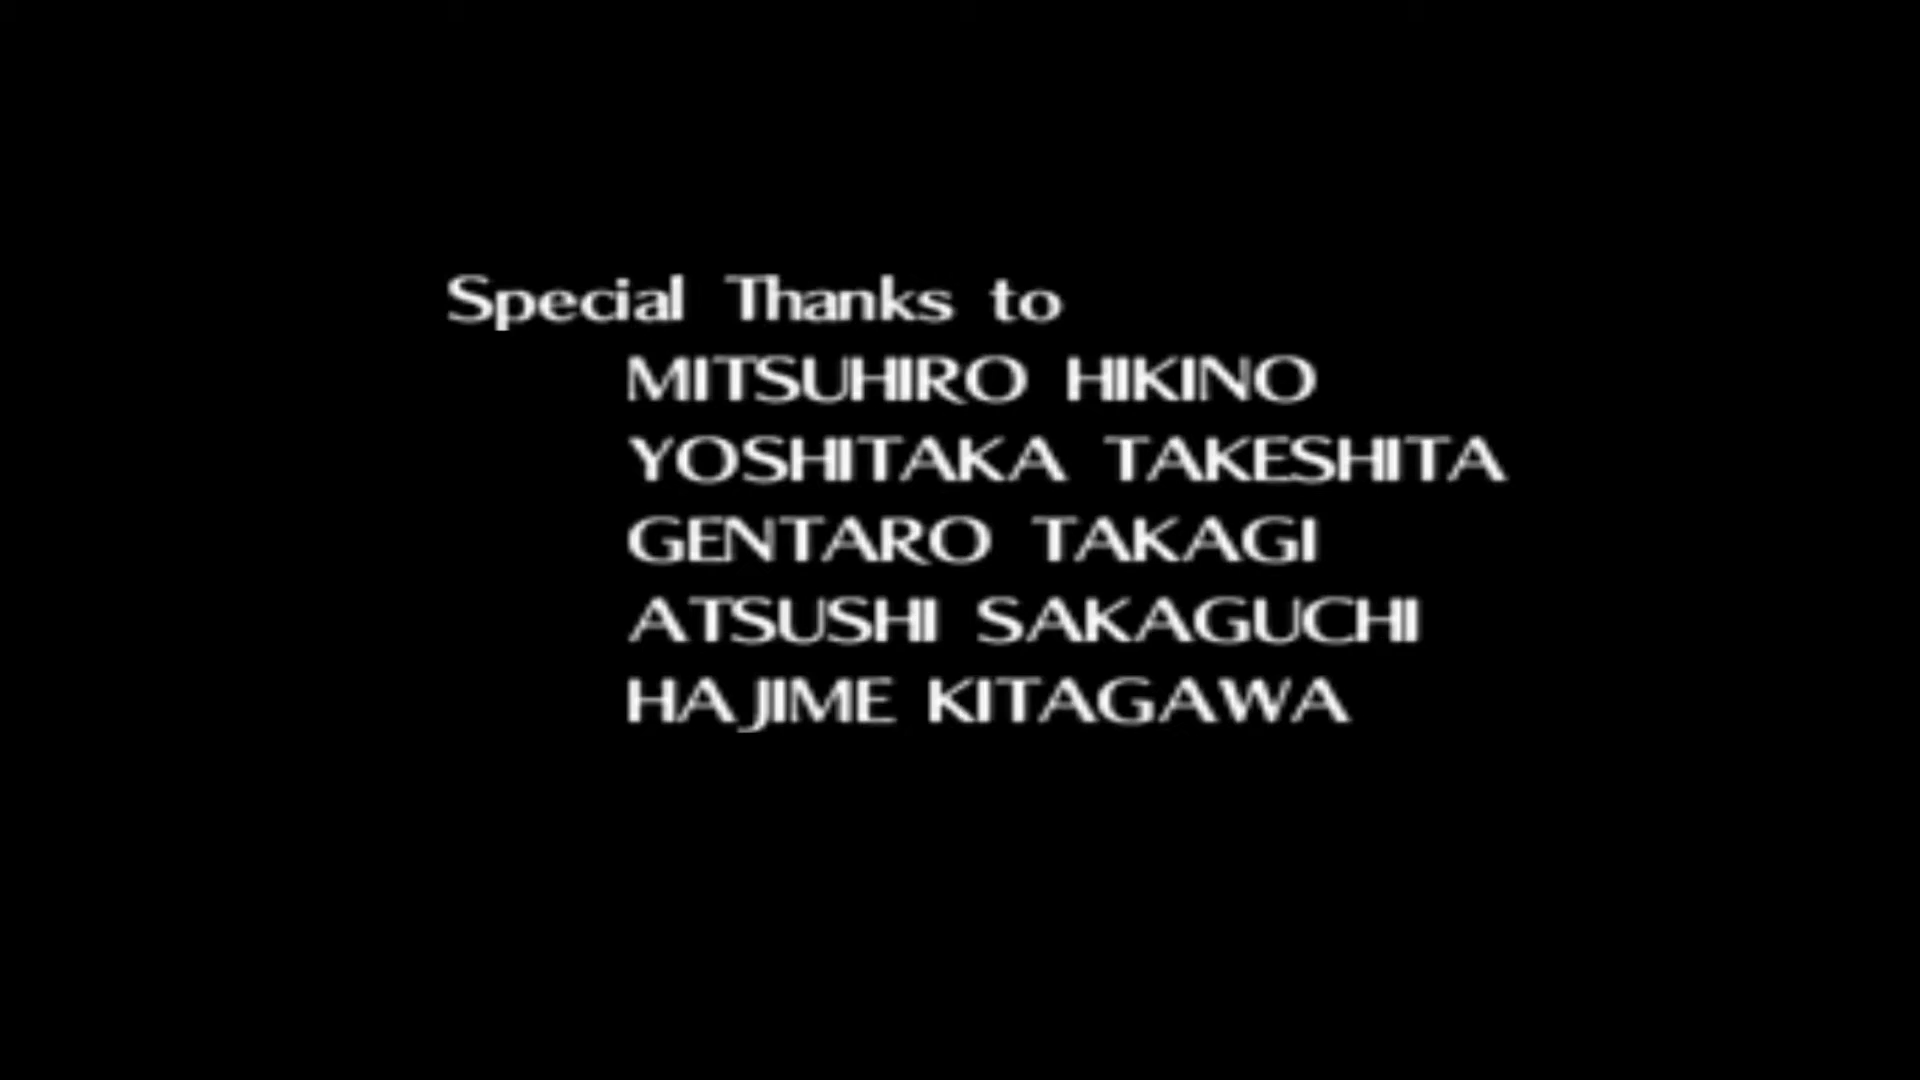 Special Thanks to
MITSUHIRO HIKINO
YOSHITAKA TAKESHITA
GENTARO TAKAGI
ATSUSHI SAKAGUCHI
HAJIME KITAGAWA